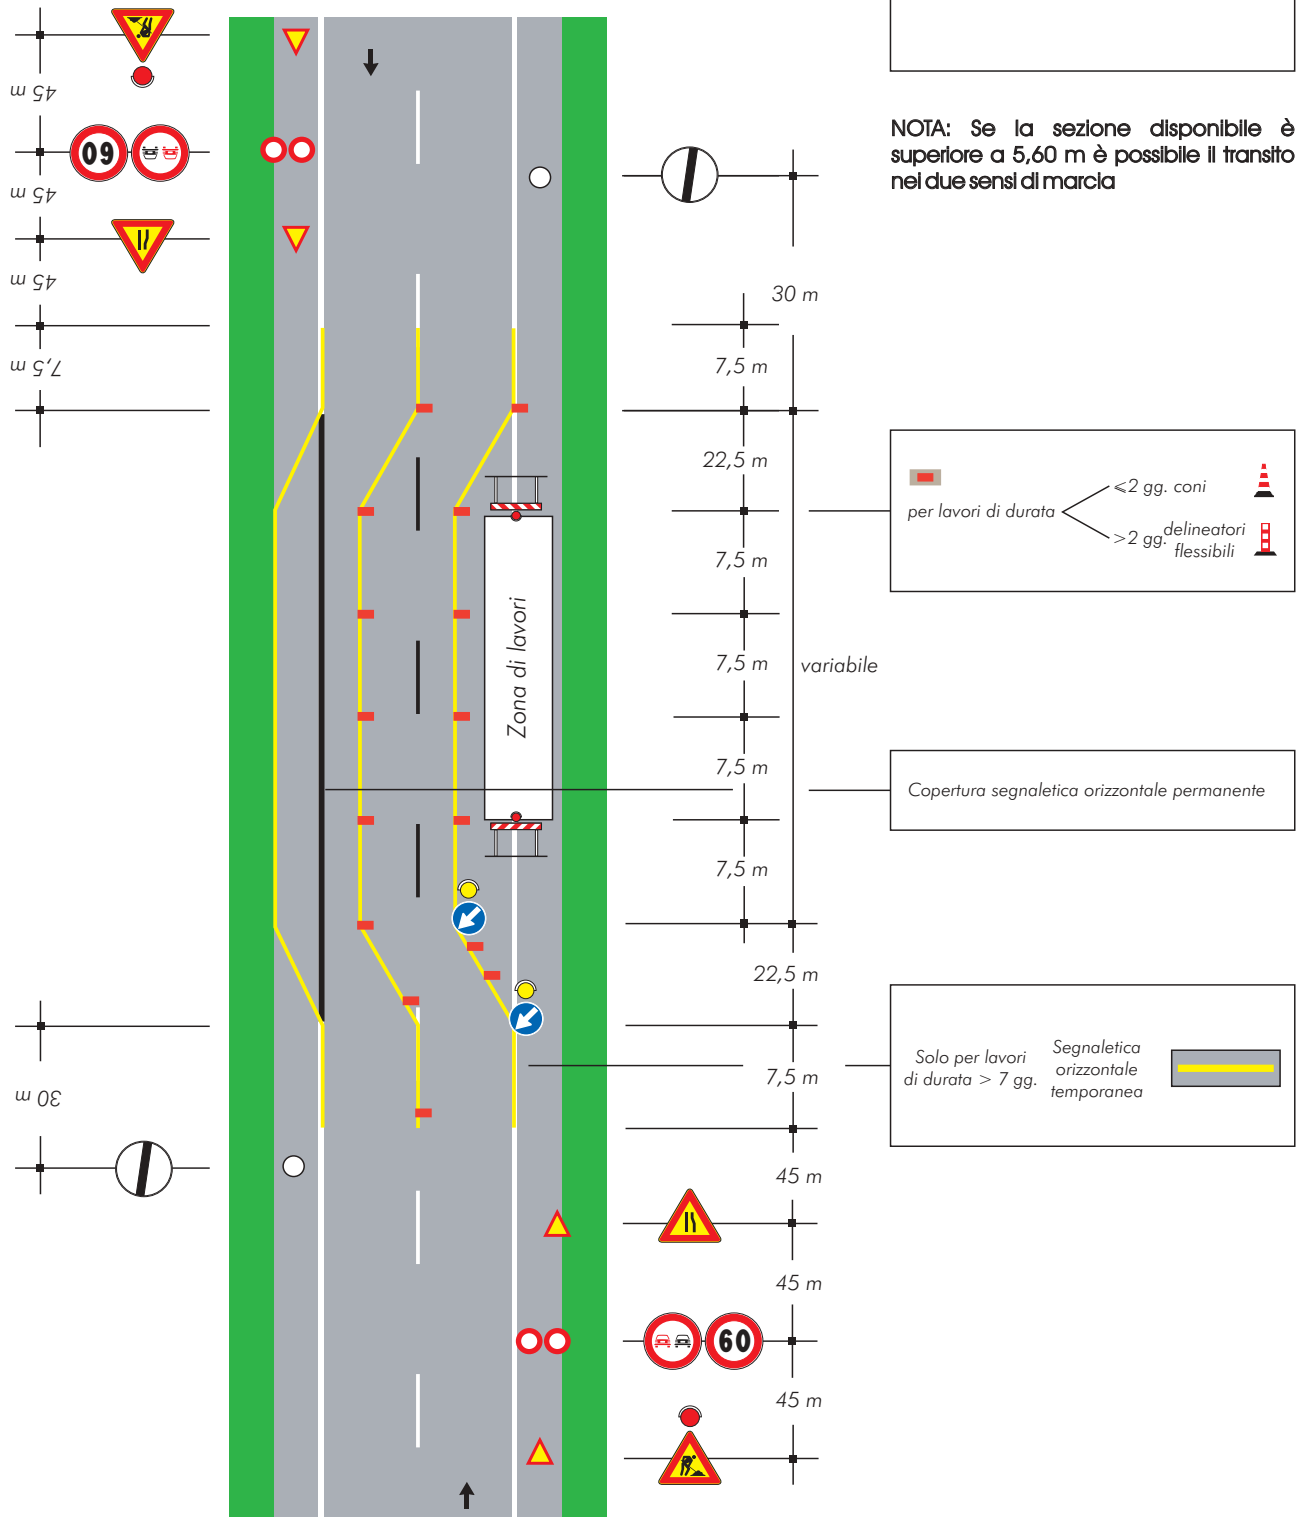 45 m
60
45 m
45 m
7,5 m
30 m
NOTA: Se la sezione disponibile è
superiore a 5,60 m è possibile il transito
nei due sensi di marcia
30 m
7,5 m
22,5 m
7,5 m
7,5 m
variabile
7,5 m
7,5 m
22,5 m
7,5 m
45 m
45 m
60
45 m
Zona di lavori
per lavori di durata
⩽2 gg. coni
>2 gg. delineatori
flessibili
Copertura segnaletica orizzontale permanente
Solo per lavori
di durata > 7 gg.
Segnaletica
orizzontale
temporanea